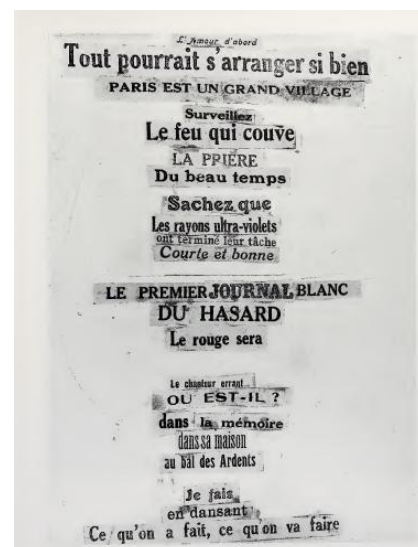 L'Amour d'abord
Tout pourrait s'arranger si bien
PARIS EST UN GRAND VILLAGE
Surveillez
Le feu qui couve
LA PRIÈRE
Du beau temps
Sachez que
Les rayons ultra-violets
ont terminé leur tâche
Courte et bonne
LE PREMIER JOURNAL BLANC
DU HASARD
Le rouge sera
Le chanteur errant
OU EST-IL ?
dans la mémoire
dans sa maison
au bal des Ardents
Je fais
en dansant
Ce qu'on a fait, ce qu'on va faire